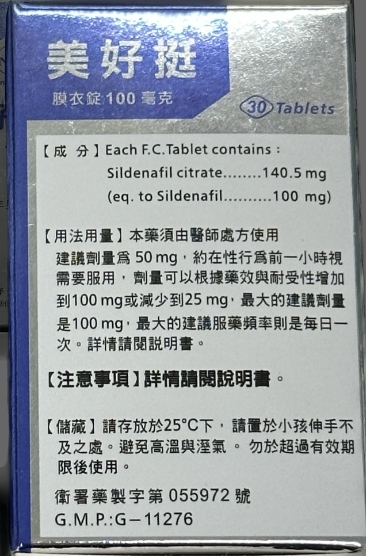 美好挺
膜衣錠100毫克
30 Tablets
【成 分】Each F.C.Tablet contains：
Sildenafil citrate........140.5 mg
(eq. to Sildenafil..........100 mg)
【用法用量】本藥須由醫師處方使用
建議劑量為 50 mg，約在性行為前一小時視
需要服用，劑量可以根據藥效與耐受性增加
到100 mg或減少到25 mg，最大的建議劑量
是100 mg，最大的建議服藥頻率則是每日一
次。詳情請閱説明書。
【注意事項】詳情請閱說明書。
【儲藏】請存放於25°C下，請置於小孩伸手不
及之處。避免高溫與溼氣。勿於超過有效期
限後使用。
衛署藥製字第 055972 號
G.M.P.:G－11276